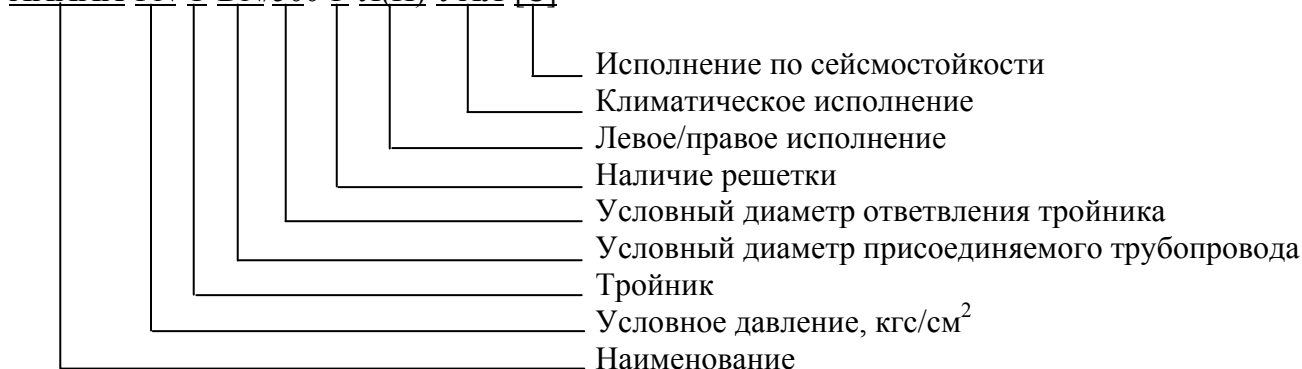 Исполнение по сейсмостойкости
Климатическое исполнение
Левое/правое исполнение
Наличие решетки
Условный диаметр ответвления тройника
Условный диаметр присоединяемого трубопровода
Тройник
Условное давление, кгс/см²
Наименование